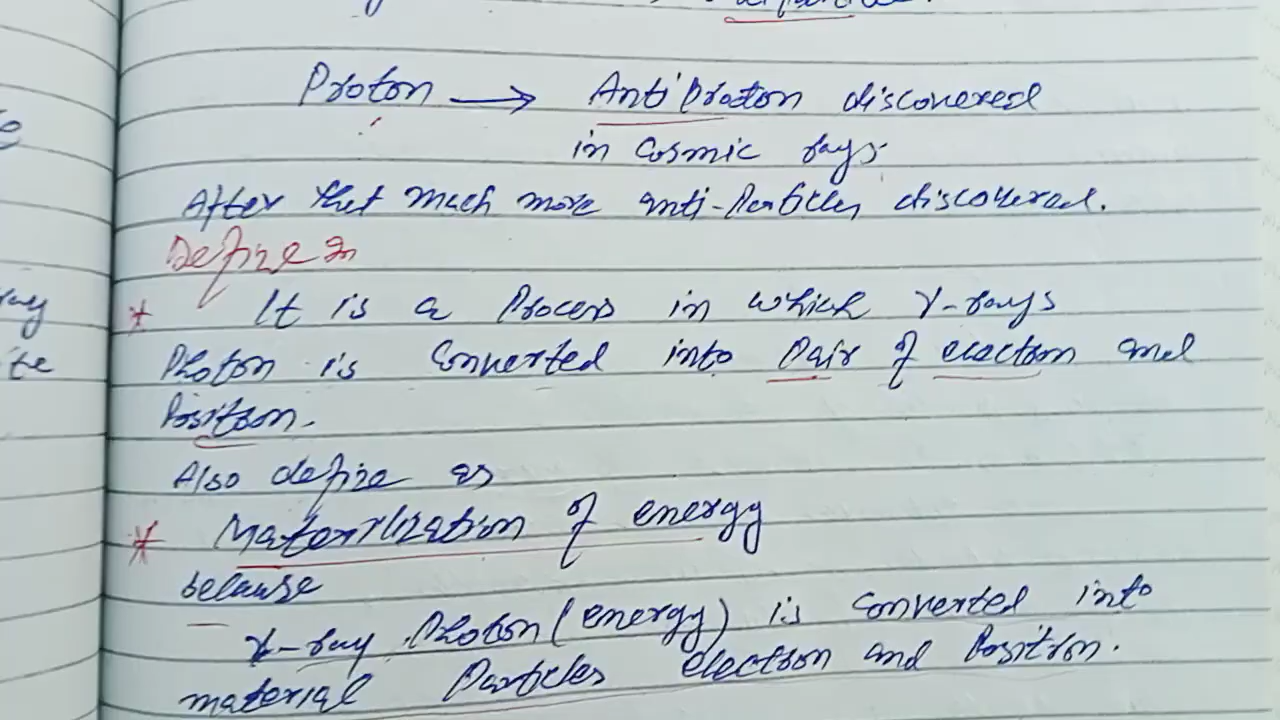 Proton → Anti Proton discovered
in Cosmic rays.
After that much more anti-Particles discovered.
Define
* It is a Process in which γ-rays
Photon is Converted into Pair of electorn and
Positron.
Also define as
* Materilization of energy
because
γ-ray Photon (energy) is Converted into
material Particles electron and Positron.